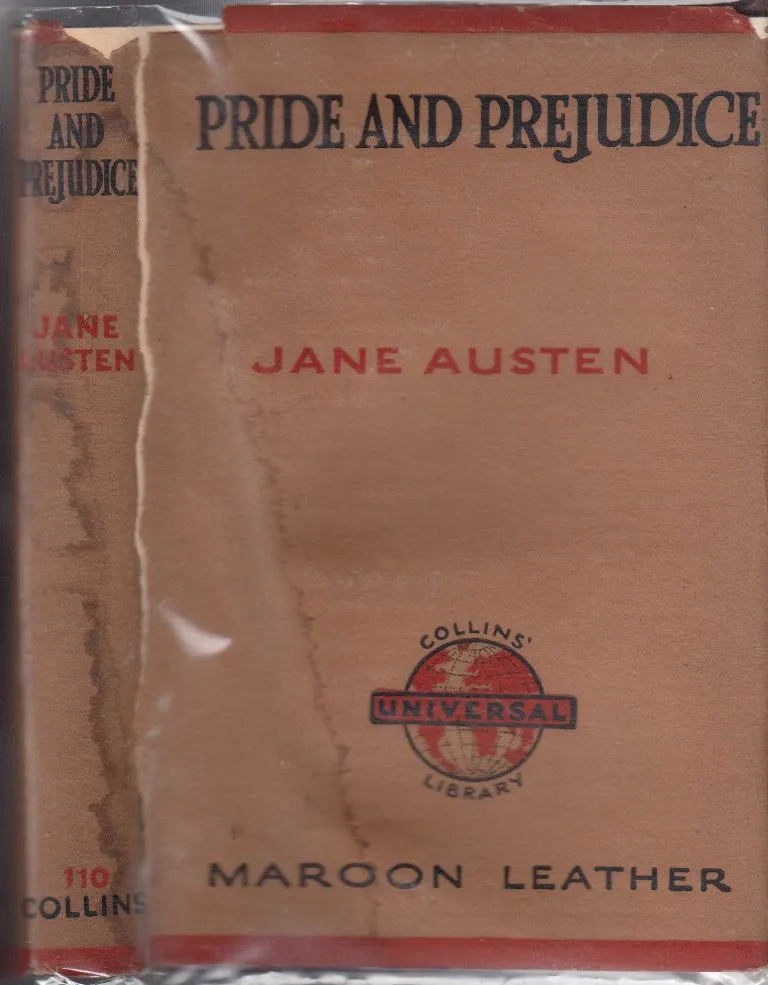 PRIDE
AND
PREJUDICE
JANE
AUSTEN
110
COLLINS
PRIDE AND PREJUDICE
JANE AUSTEN
COLLINS'
UNIVERSAL
LIBRARY
MAROON LEATHER